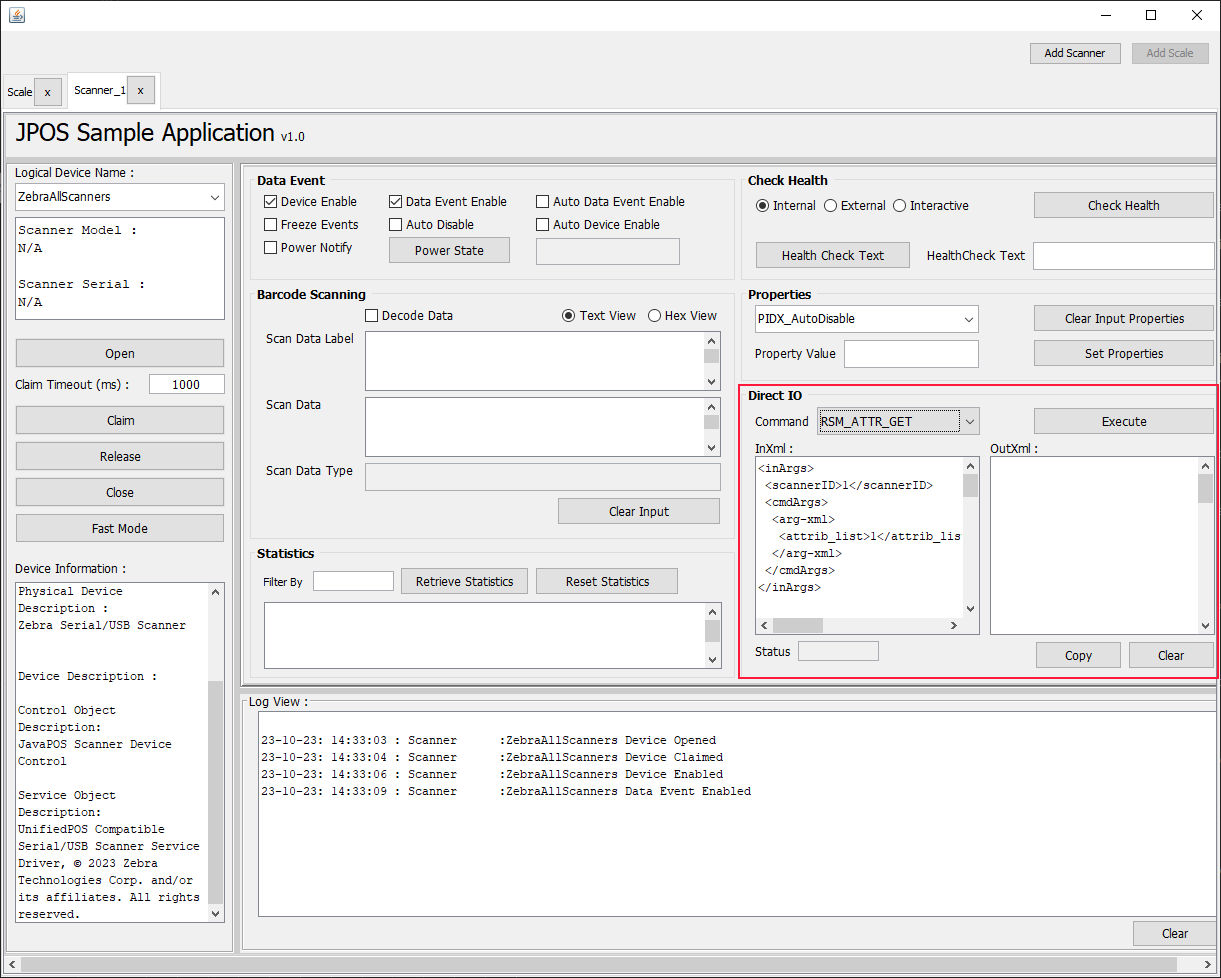 Add Scanner
Add Scale
Scale x
Scanner_1 x
JPOS Sample Application v1.0
Logical Device Name :
ZebraAllScanners
Scanner Model :
N/A
Scanner Serial :
N/A
Open
Claim Timeout (ms) : 1000
Claim
Release
Close
Fast Mode
Device Information :
Physical Device
Description :
Zebra Serial/USB Scanner
Device Description :
Control Object
Description:
JavaPOS Scanner Device
Control
Service Object
Description:
UnifiedPOS Compatible
Serial/USB Scanner Service
Driver, © 2023 Zebra
Technologies Corp. and/or
its affiliates. All rights
reserved.
Data Event
Device Enable
Data Event Enable
Auto Data Event Enable
Freeze Events
Auto Disable
Auto Device Enable
Power Notify
Power State
Barcode Scanning
Decode Data
Text View
Hex View
Scan Data Label
Scan Data
Scan Data Type
Clear Input
Statistics
Filter By
Retrieve Statistics
Reset Statistics
Check Health
Internal
External
Interactive
Check Health
Health Check Text
HealthCheck Text
Properties
PIDX_AutoDisable
Clear Input Properties
Property Value
Set Properties
Direct IO
Command
RSM_ATTR_GET
Execute
InXml :
<inArgs>
<scannerID>1</scannerID>
<cmdArgs>
<arg-xml>
<attrib_list>1</attrib_lis
</arg-xml>
</cmdArgs>
</inArgs>
OutXml :
Status
Copy
Clear
Log View :
23-10-23: 14:33:03 : Scanner :ZebraAllScanners Device Opened
23-10-23: 14:33:04 : Scanner :ZebraAllScanners Device Claimed
23-10-23: 14:33:06 : Scanner :ZebraAllScanners Device Enabled
23-10-23: 14:33:09 : Scanner :ZebraAllScanners Data Event Enabled
Clear